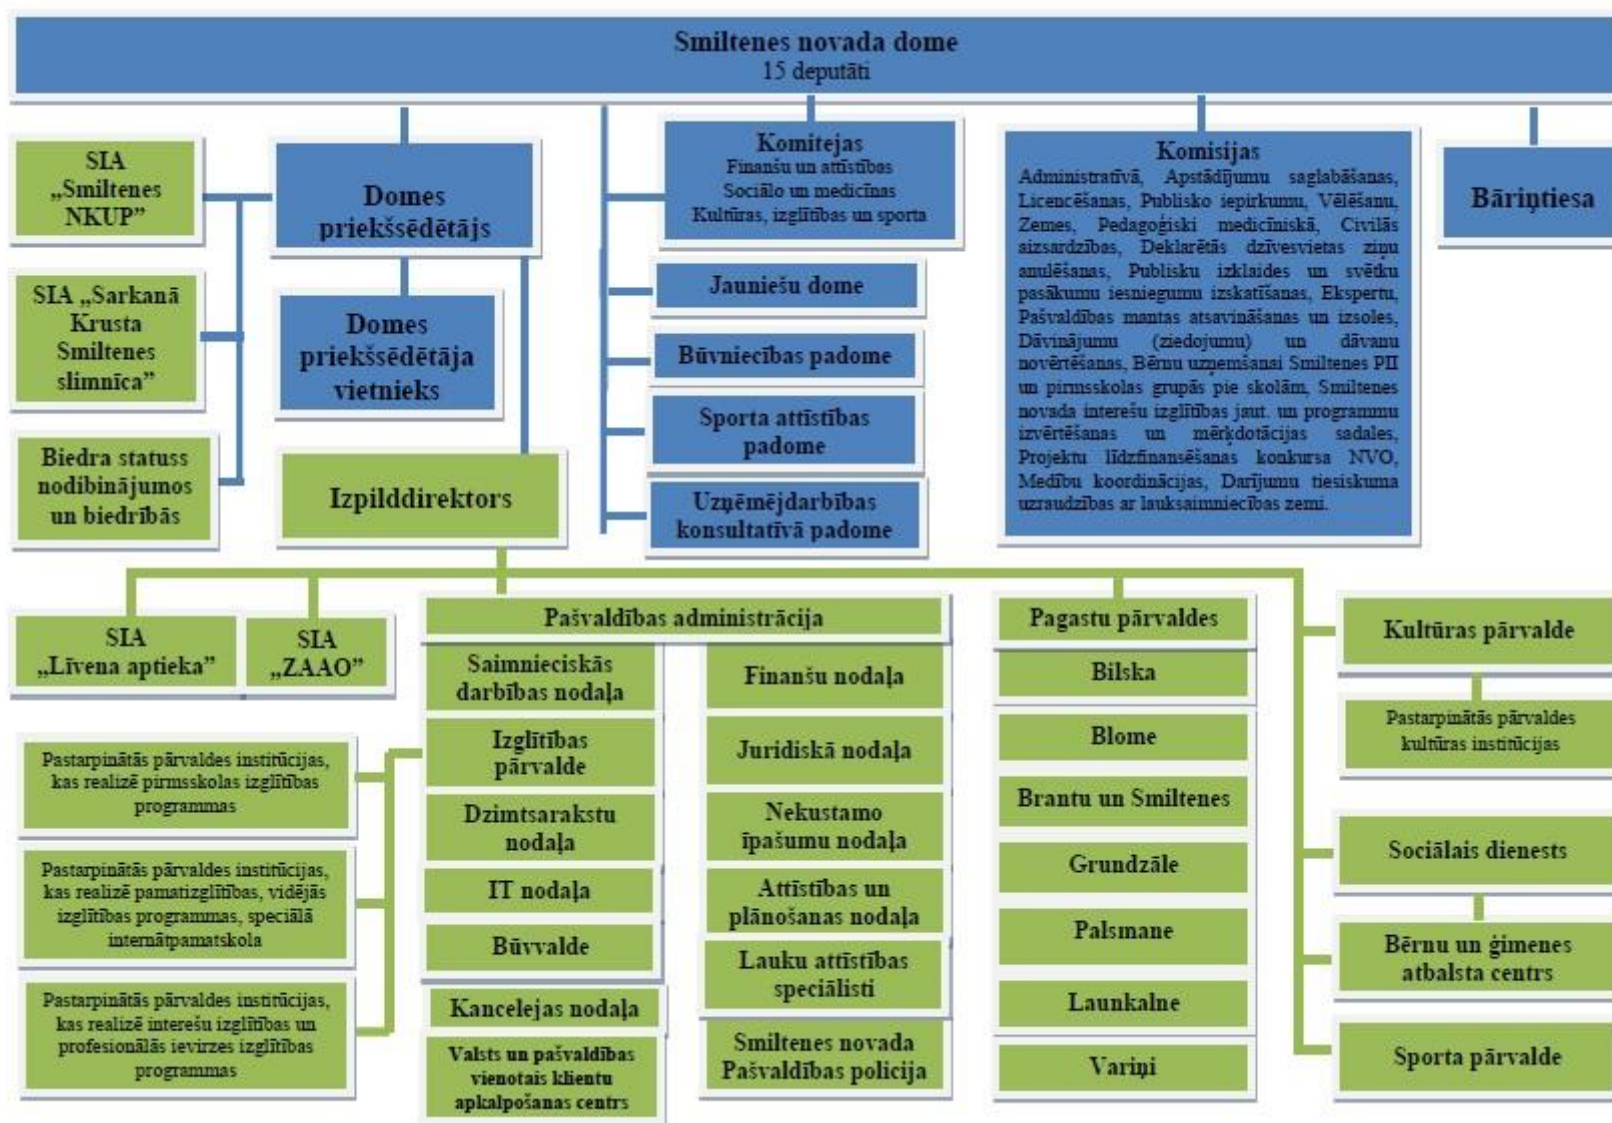 Smiltenes novada dome
15 deputāti
SIA
„Smiltenes
NKUP”
SIA „Sarkanā
Krusta
Smiltenes
slimnīca”
Biedra statuss
nodibinājumos
un biedrībās
Domes
priekšsēdētājs
Domes
priekšsēdētāja
vietnieks
Izpilddirektors
Komitejas
Finanšu un attīstības
Sociālo un medicīnas
Kultūras, izglītības un sporta
Jauniešu dome
Būvniecības padome
Sporta attīstības
padome
Uzņēmējdarbības
konsultatīvā padome
Komisijas
Administratīvā, Apstādījumu saglabāšanas,
Licencēšanas, Publisko iepirkumu, Vēlēšanu,
Zemes, Pedagoģiski medicīniskā, Civilās
aizsardzības, Deklarētās dzīvesvietas ziņu
anulēšanas, Publisku izklaides un svētku
pasākumu iesniegumu izskatīšanas, Ekspertu,
Pašvaldības mantas atsavināšanas un izsoles,
Dāvinājumu (ziedojumu) un dāvanu
novērtēšanas, Bērnu uzņemšanai Smiltenes PII
un pirmsskolas grupās pie skolām, Smiltenes
novada interešu izglītības jaut. un programmu
izvērtēšanas un mērķdotācijas sadales,
Projektu līdzfinansēšanas konkursa NVO,
Medību koordinācijas, Darījumu tiesiskuma
uzraudzības ar lauksaimniecības zemi.
Bāriņtiesa
SIA
„Līvena aptieka”
SIA
„ZAAO”
Pašvaldības administrācija
Saimnieciskās
darbības nodaļa
Izglītības
pārvalde
Dzimtsarakstu
nodaļa
IT nodaļa
Būvvalde
Kancelejas nodaļa
Valsts un pašvaldības
vienotais klientu
apkalpošanas centrs
Finanšu nodaļa
Juridiskā nodaļa
Nekustamo
īpašumu nodaļa
Attīstības un
plānošanas nodaļa
Lauku attīstības
speciālisti
Smiltenes novada
Pašvaldības policija
Pastarpinātās pārvaldes institūcijas,
kas realizē pirmsskolas izglītības
programmas
Pastarpinātās pārvaldes institūcijas,
kas realizē pamatizglītības, vidējās
izglītības programmas, speciālā
internātpamatskola
Pastarpinātās pārvaldes institūcijas,
kas realizē interešu izglītības un
profesionālās ievirzes izglītības
programmas
Pagastu pārvaldes
Bilska
Blome
Brantu un Smiltenes
Grundzāle
Palsmane
Launkalne
Variņi
Kultūras pārvalde
Pastarpinātās pārvaldes
kultūras institūcijas
Sociālais dienests
Bērnu un ģimenes
atbalsta centrs
Sporta pārvalde